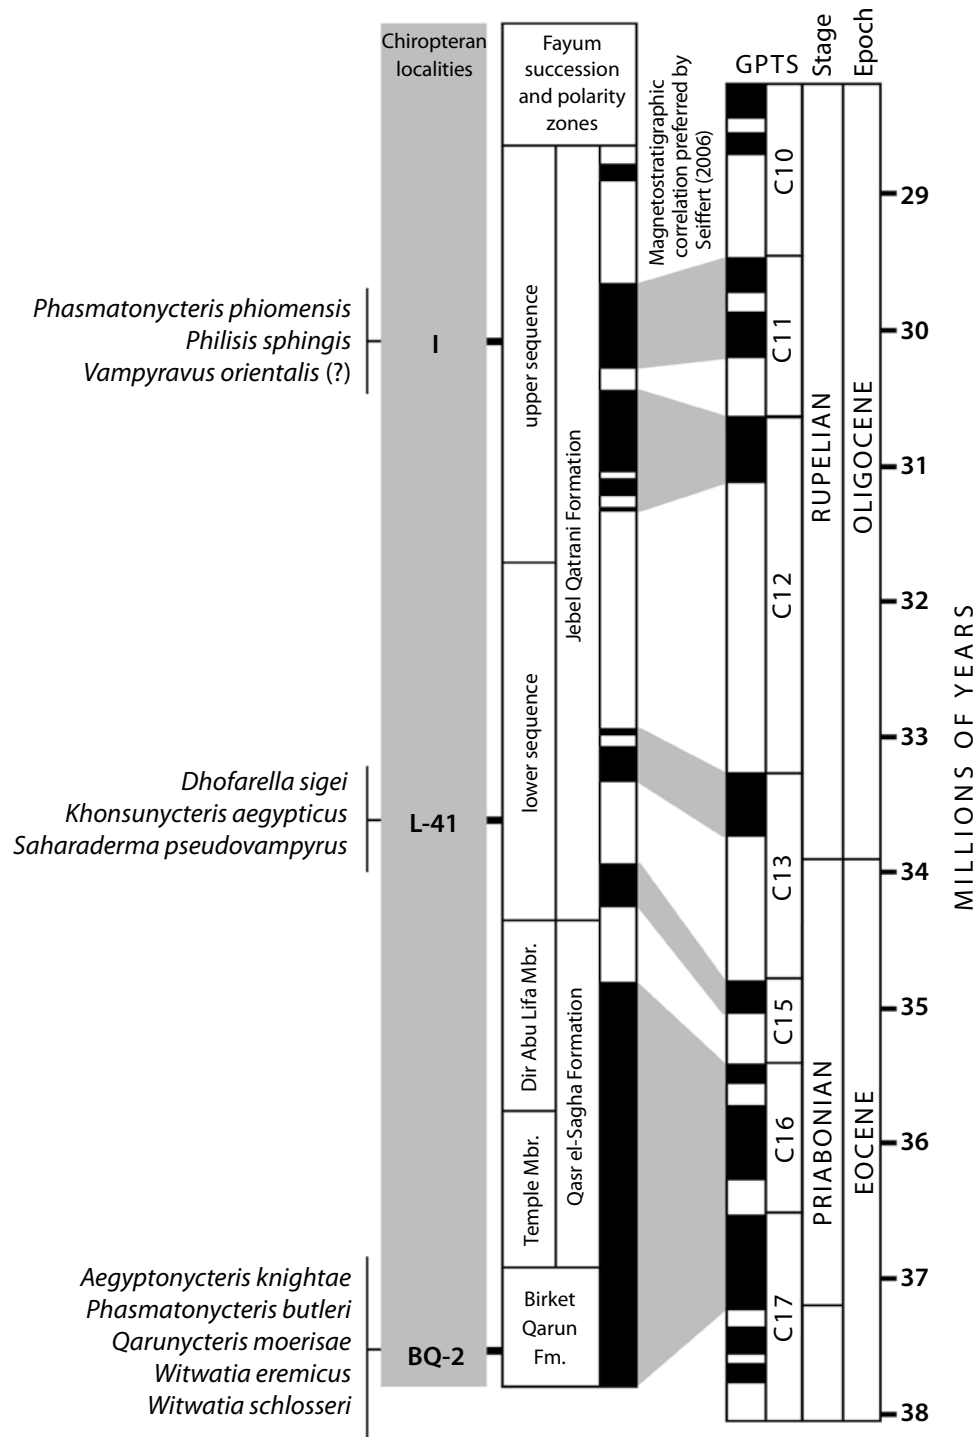 Chiropteran
localities
Fayum
succession
and polarity
zones
Magnetostratigraphic
correlation preferred by
Seiffert (2006)
GPTS
Stage
Epoch
Phasmatonycteris phiomensis
Philisis sphingis
Vampyravus orientalis (?)
I
Dhofarella sigei
Khonsunycteris aegypticus
Saharaderma pseudovampyrus
L-41
Aegyptonycteris knightae
Phasmatonycteris butleri
Qarunycteris moerisae
Witwatia eremicus
Witwatia schlosseri
BQ-2
upper sequence
lower sequence
Jebel Qatrani Formation
Dir Abu Lifa Mbr.
Temple Mbr.
Qasr el-Sagha Formation
Birket
Qarun
Fm.
C10
C11
C12
C13
C15
C16
C17
RUPELIAN
PRIABONIAN
OLIGOCENE
EOCENE
29
30
31
32
33
34
35
36
37
38
MILLIONS OF YEARS